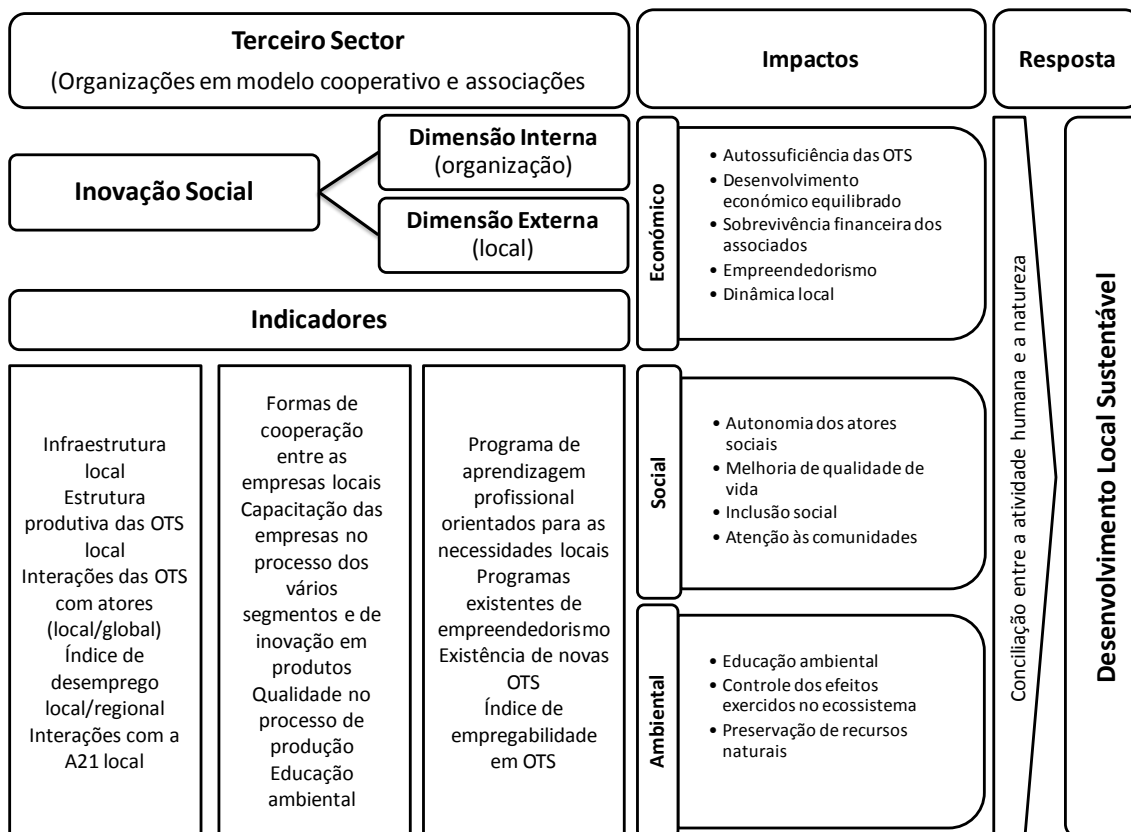 Terceiro Sector
(Organizações em modelo cooperativo e associações
Impactos
Resposta
Inovação Social
Dimensão Interna
(organização)
Dimensão Externa
(local)
Indicadores
Infraestrutura
local
Estrutura
produtiva das OTS
local
Interações das OTS
com atores
(local/global)
Índice de
desemprego
local/regional
Interações com a
A21 local
Formas de
cooperação
entre as
empresas locais
Capacitação das
empresas no
processo dos
vários
segmentos e de
inovação em
produtos
Qualidade no
processo de
produção
Educação
ambiental
Programa de
aprendizagem
profissional
orientados para as
necessidades locais
Programas
existentes de
empreendedorismo
Existência de novas
OTS
Índice de
empregabilidade
em OTS
Económico
• Autossuficiência das OTS
• Desenvolvimento
económico equilibrado
• Sobrevivência financeira dos
associados
• Empreendedorismo
• Dinâmica local
Social
• Autonomia dos atores
sociais
• Melhoria de qualidade de
vida
• Inclusão social
• Atenção às comunidades
Ambiental
• Educação ambiental
• Controle dos efeitos
exercidos no ecossistema
• Preservação de recursos
naturais
Conciliação entre a atividade humana e a natureza
Desenvolvimento Local Sustentável